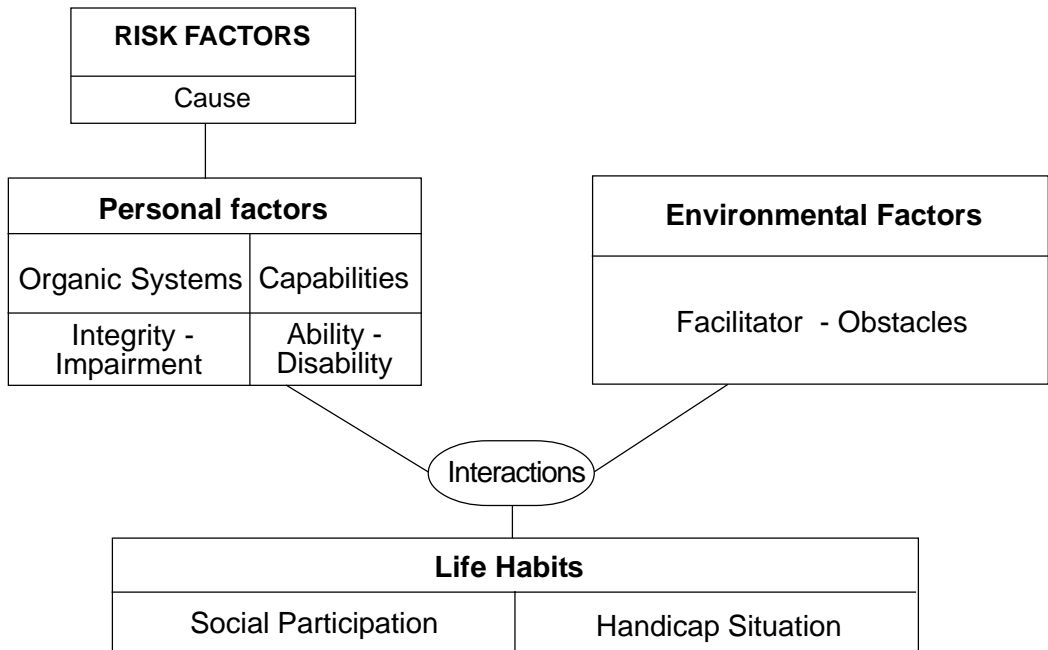 RISK FACTORS
Cause
Personal factors
Organic Systems
Capabilities
Integrity -
Impairment
Ability -
Disability
Environmental Factors
Facilitator - Obstacles
Interactions
Life Habits
Social Participation
Handicap Situation